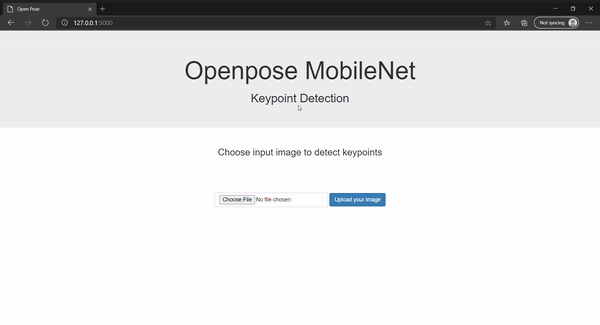 Open Pose
127.0.0.1:5000
Not syncing
Openpose MobileNet
Keypoint Detection
Choose input image to detect keypoints
Choose File No file chosen Upload your image